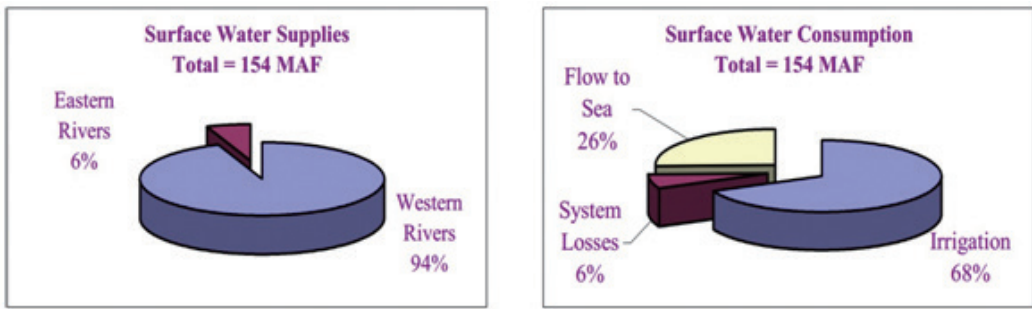 Surface Water Supplies
Total = 154 MAF
Eastern
Rivers
6%
Western
Rivers
94%
Surface Water Consumption
Total = 154 MAF
Flow to
Sea
26%
System
Losses
6%
Irrigation
68%